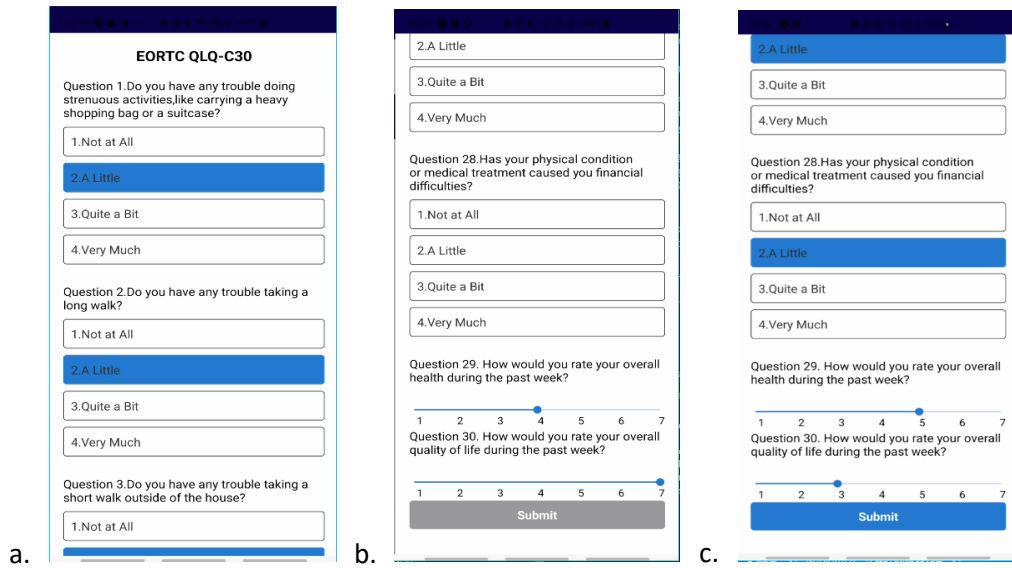 EORTC QLQ-C30
Question 1.Do you have any trouble doing
strenuous activities,like carrying a heavy
shopping bag or a suitcase?
1.Not at All
2.A Little
3.Quite a Bit
4.Very Much
Question 2.Do you have any trouble taking a
long walk?
1.Not at All
2.A Little
3.Quite a Bit
4.Very Much
Question 3.Do you have any trouble taking a
short walk outside of the house?
1.Not at All
a.
2.A Little
3.Quite a Bit
4.Very Much
Question 28.Has your physical condition
or medical treatment caused you financial
difficulties?
1.Not at All
2.A Little
3.Quite a Bit
4.Very Much
Question 29. How would you rate your overall
health during the past week?
1 2 3 4 5 6 7
Question 30. How would you rate your overall
quality of life during the past week?
1 2 3 4 5 6 7
Submit
b.
2.A Little
3.Quite a Bit
4.Very Much
Question 28.Has your physical condition
or medical treatment caused you financial
difficulties?
1.Not at All
2.A Little
3.Quite a Bit
4.Very Much
Question 29. How would you rate your overall
health during the past week?
1 2 3 4 5 6 7
Question 30. How would you rate your overall
quality of life during the past week?
1 2 3 4 5 6 7
Submit
c.